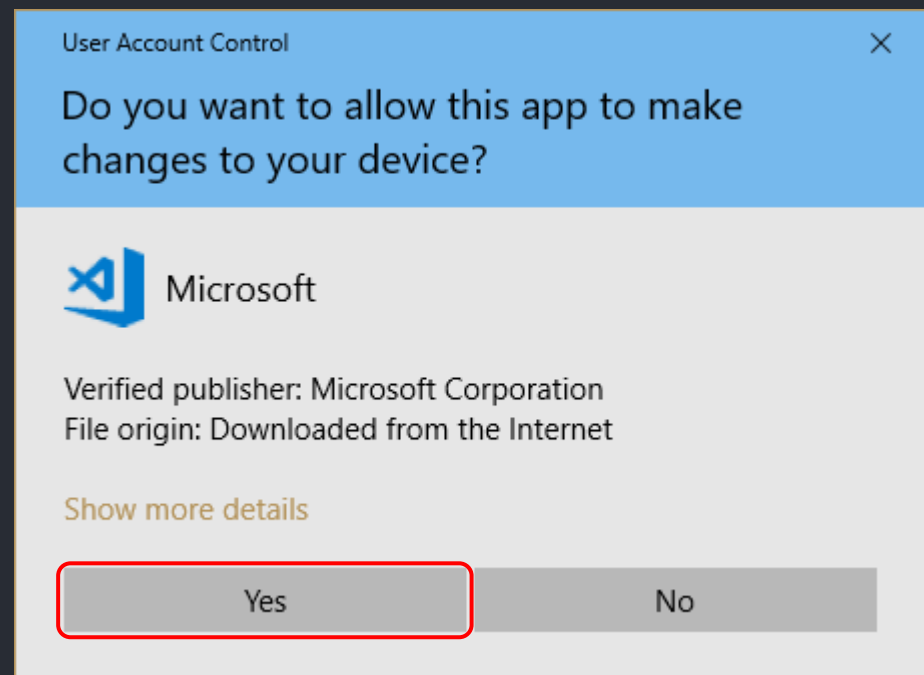 User Account Control
Do you want to allow this app to make
changes to your device?
Microsoft
Verified publisher: Microsoft Corporation
File origin: Downloaded from the Internet
Show more details
Yes
No